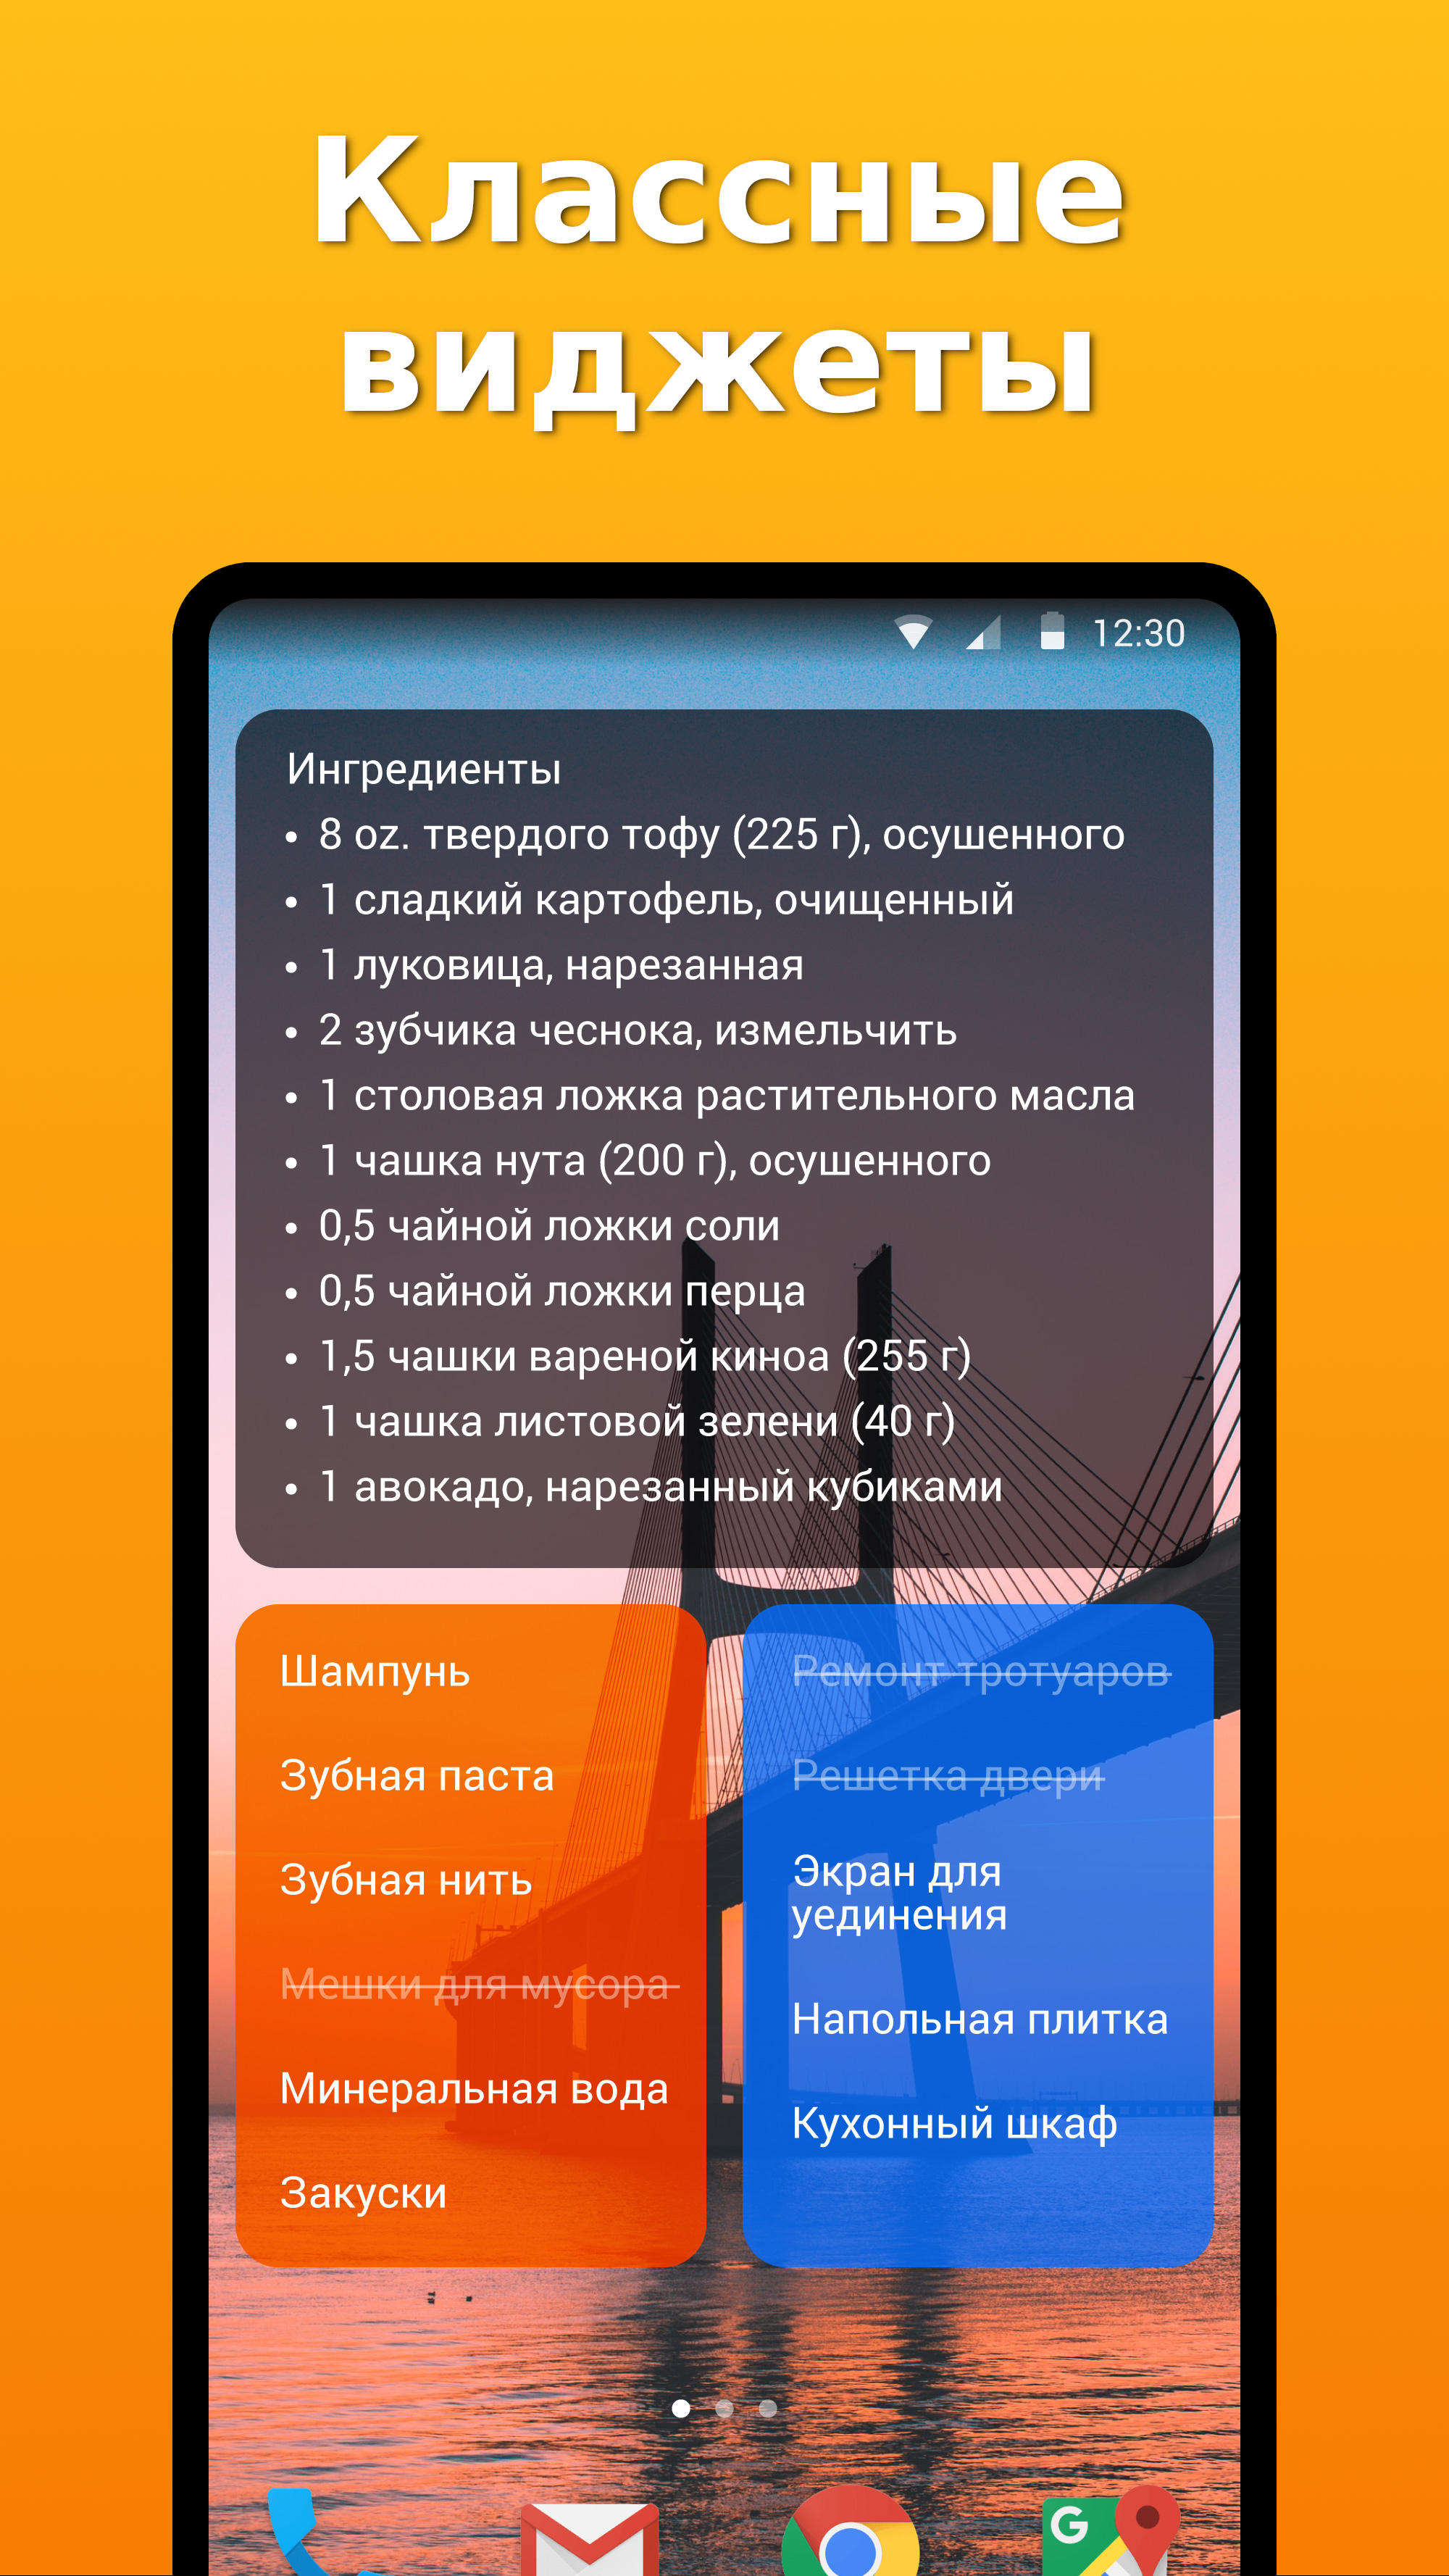 Классные
виджеты
12:30
Ингредиенты
• 8 oz. твердого тофу (225 г), осушенного
• 1 сладкий картофель, очищенный
• 1 луковица, нарезанная
• 2 зубчика чеснока, измельчить
• 1 столовая ложка растительного масла
• 1 чашка нута (200 г), осушенного
• 0,5 чайной ложки соли
• 0,5 чайной ложки перца
• 1,5 чашки вареной киноа (255 г)
• 1 чашка листовой зелени (40 г)
• 1 авокадо, нарезанный кубиками
Шампунь
Зубная паста
Зубная нить
Мешки для мусора
Минеральная вода
Закуски
Ремонт тротуаров
Решетка двери
Экран для
уединения
Напольная плитка
Кухонный шкаф
G